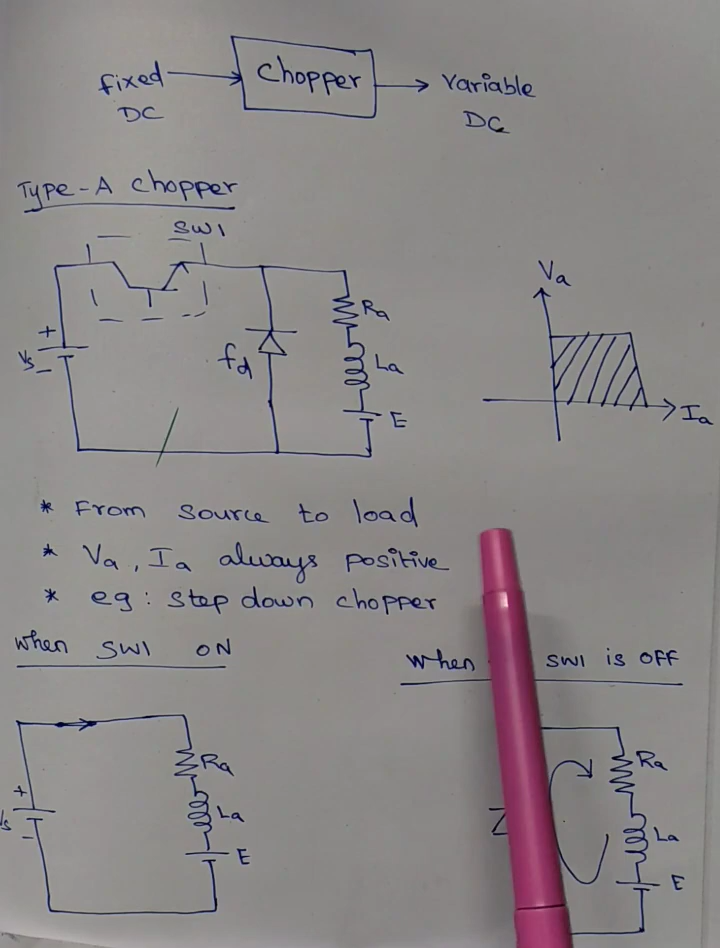 fixed DC
Chopper
Variable DC
Type-A chopper
SW1
+
Vs
-
fd
Ra
La
E
Va
Ia
* From source to load
* Va, Ia always positive
* eg: step down chopper
when SW1 ON
when SW1 is OFF
+
-
Ra
La
E
Ra
La
E